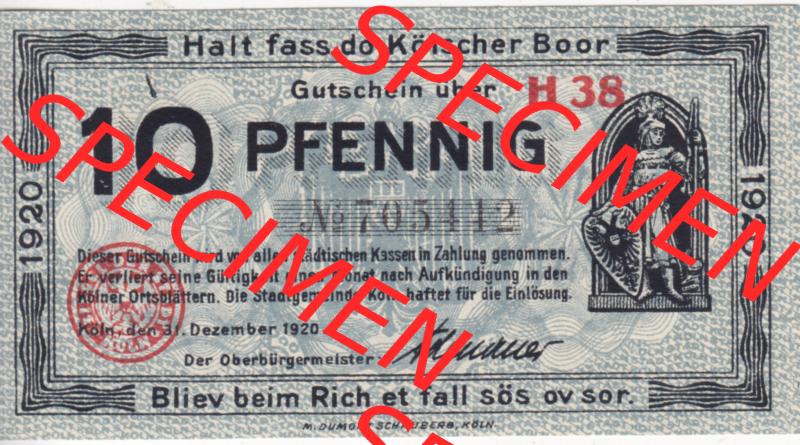 Halt fass do Kölscher Boor
Gutschein über H 38
10 PFENNIG
№
1920
1920
Dieser Gutschein wird von allen städtischen Kassen in Zahlung genommen.
Er verliert seine Gültigkeit einen Monat nach Aufkündigung in den
Kölner Ortsblättern. Die Stadtgemeinde Köln haftet für die Einlösung.
Köln, den 31. Dezember 1920
Der Oberbürgermeister:
Bliev beim Rich et fall sös ov sor.
M. DUMONT SCHAUBERG, KÖLN.
SPECIMEN
SPECIMEN